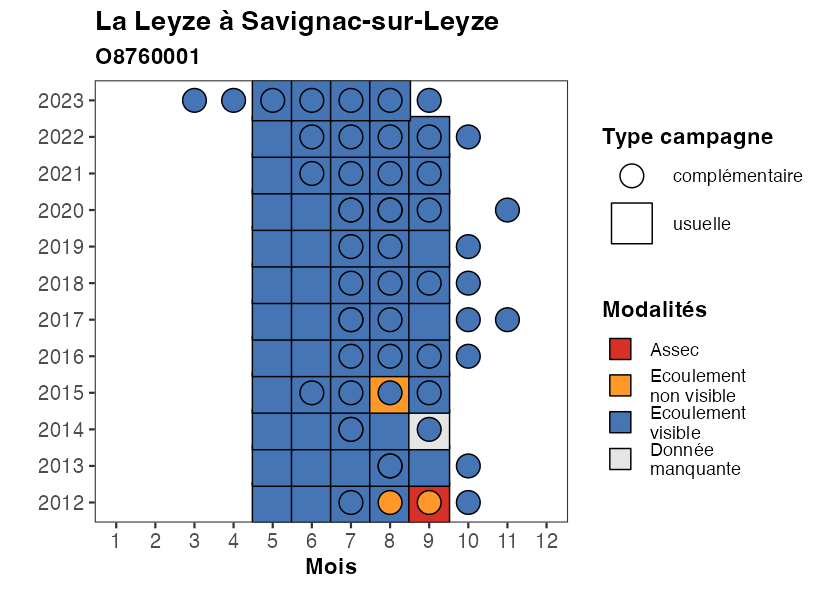 La Leyze à Savignac-sur-Leyze
O8760001
2023
2022
2021
2020
2019
2018
2017
2016
2015
2014
2013
2012
1 2 3 4 5 6 7 8 9 10 11 12
Mois
Type campagne
complémentaire
usuelle
Modalités
Assec
Ecoulement
non visible
Ecoulement
visible
Donnée
manquante